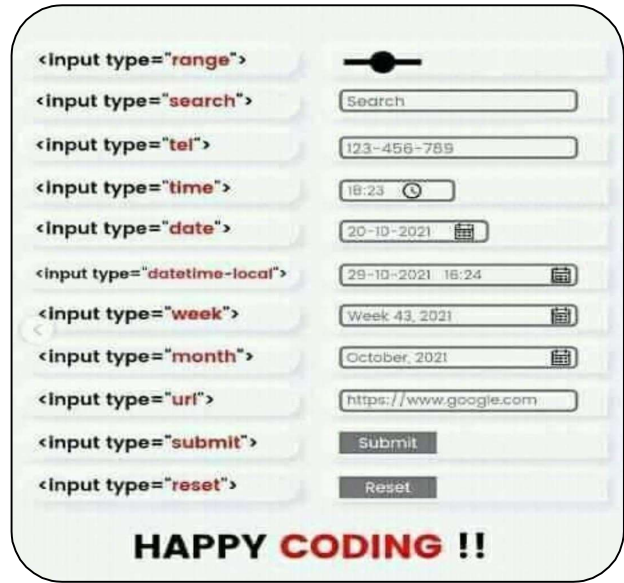 <input type="range">
<input type="search"> Search
<input type="tel"> 123-456-789
<input type="time"> 18:23
<input type="date"> 20-10-2021
<input type="datetime-local"> 29-10-2021 16:24
<input type="week"> Week 43, 2021
<input type="month"> October, 2021
<input type="url"> https://www.google.com
<input type="submit"> Submit
<input type="reset"> Reset
HAPPY CODING !!